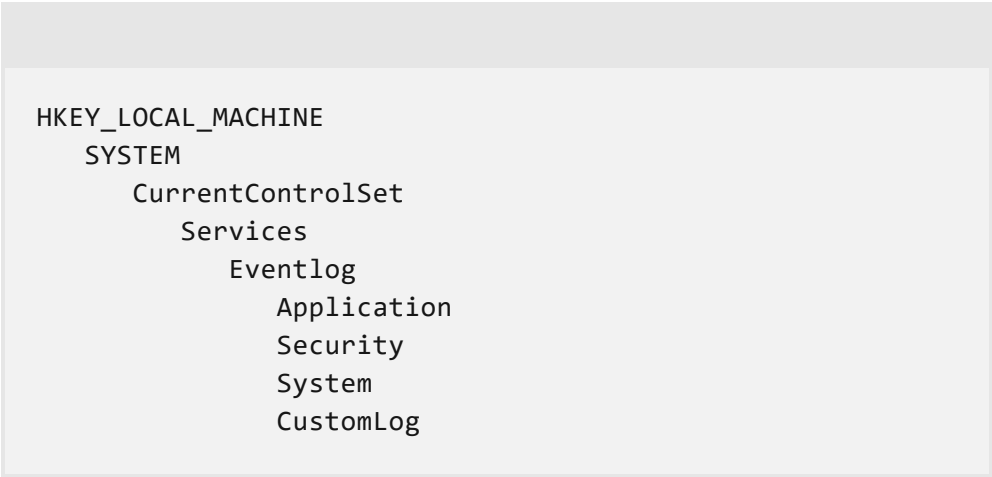 HKEY_LOCAL_MACHINE
   SYSTEM
      CurrentControlSet
         Services
            Eventlog
               Application
               Security
               System
               CustomLog